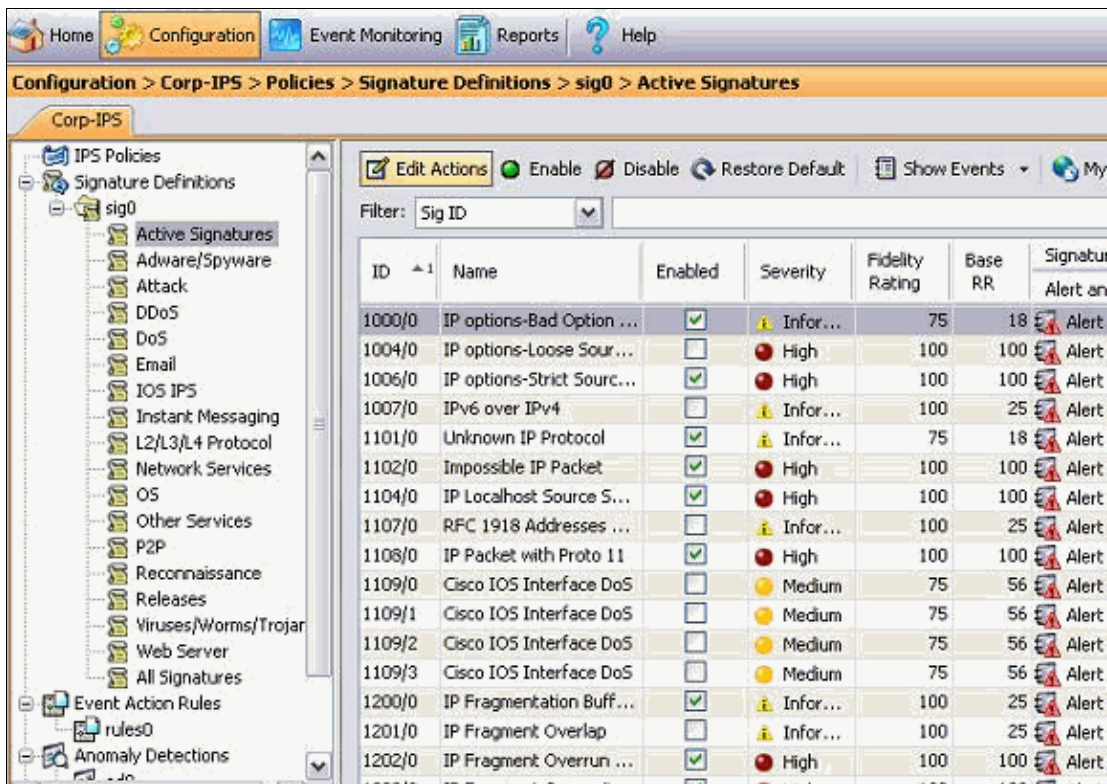 Home Configuration Event Monitoring Reports Help
Configuration > Corp-IPS > Policies > Signature Definitions > sig0 > Active Signatures
Corp-IPS
IPS Policies
Signature Definitions
sig0
Active Signatures
Adware/Spyware
Attack
DDoS
DoS
Email
IOS IPS
Instant Messaging
L2/L3/L4 Protocol
Network Services
OS
Other Services
P2P
Reconnaissance
Releases
Viruses/Worms/Trojan
Web Server
All Signatures
Event Action Rules
rules0
Anomaly Detections
Edit Actions Enable Disable Restore Default Show Events My
Filter: Sig ID
ID 1 Name Enabled Severity Fidelity Rating Base RR Signatur
Alert an
1000/0 IP options-Bad Option ... Infor... 75 18 Alert
1004/0 IP options-Loose Sour... High 100 100 Alert
1006/0 IP options-Strict Sourc... High 100 100 Alert
1007/0 IPv6 over IPv4 Infor... 100 25 Alert
1101/0 Unknown IP Protocol Infor... 75 18 Alert
1102/0 Impossible IP Packet High 100 100 Alert
1104/0 IP Localhost Source S... High 100 100 Alert
1107/0 RFC 1918 Addresses ... Infor... 100 25 Alert
1108/0 IP Packet with Proto 11 High 100 100 Alert
1109/0 Cisco IOS Interface DoS Medium 75 56 Alert
1109/1 Cisco IOS Interface DoS Medium 75 56 Alert
1109/2 Cisco IOS Interface DoS Medium 75 56 Alert
1109/3 Cisco IOS Interface DoS Medium 75 56 Alert
1200/0 IP Fragmentation Buff... Infor... 100 25 Alert
1201/0 IP Fragment Overlap Infor... 100 25 Alert
1202/0 IP Fragment Overrun ... High 100 100 Alert